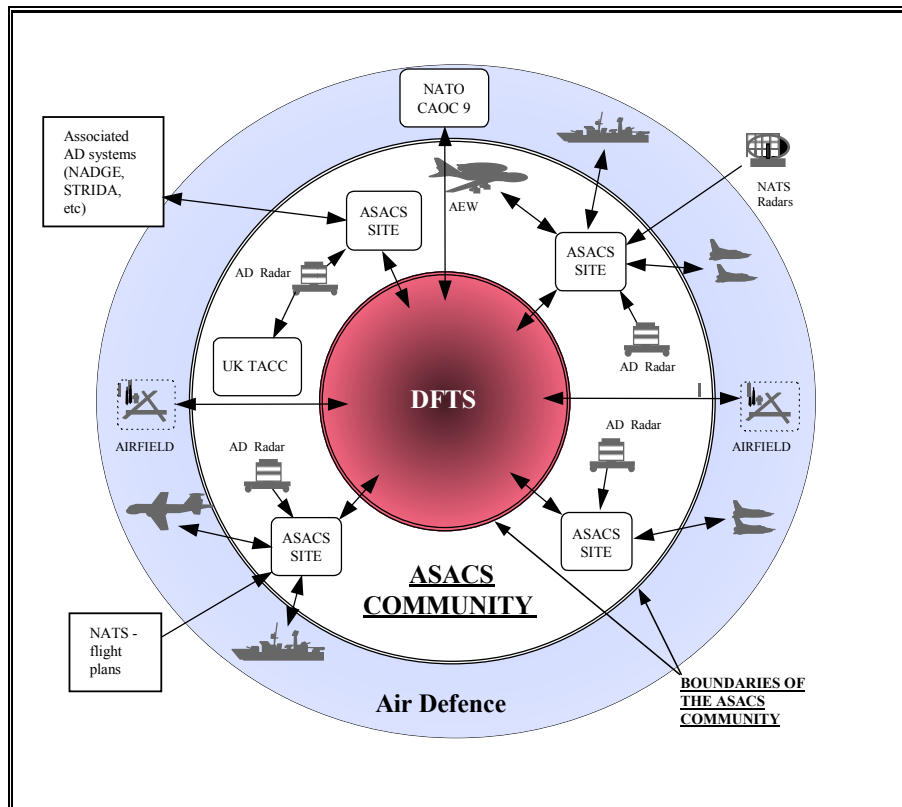 NATO
CAOC 9
Associated
AD systems
(NADGE,
STRIDA,
etc)
AEW
NATS
Radars
ASACS
SITE
ASACS
SITE
AD Radar
UK TACC
AD Radar
DFTS
AIRFIELD
AIRFIELD
AD Radar
AD Radar
ASACS
SITE
ASACS
SITE
ASACS
COMMUNITY
NATS -
flight
plans
Air Defence
BOUNDARIES OF
THE ASACS
COMMUNITY